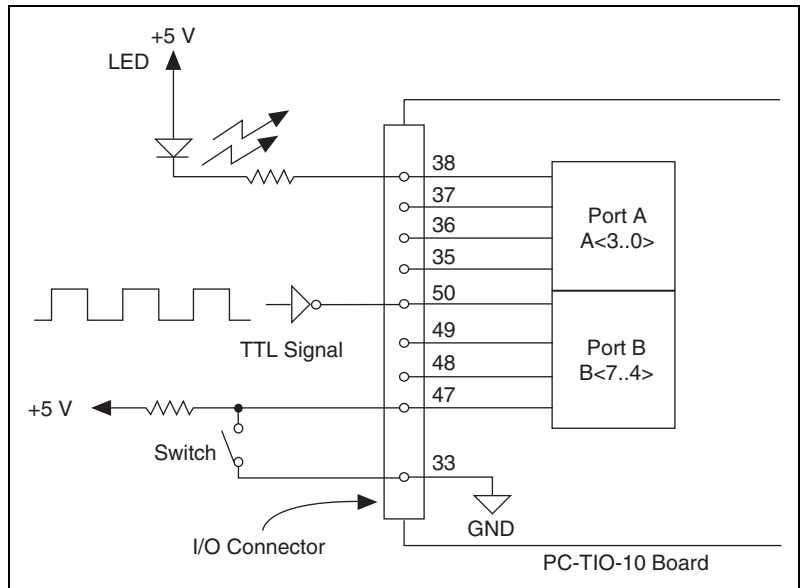 +5 V
LED
38
37
36
35
Port A
A<3..0>
50
49
48
47
Port B
B<7..4>
TTL Signal
+5 V
Switch
33
GND
I/O Connector
PC-TIO-10 Board